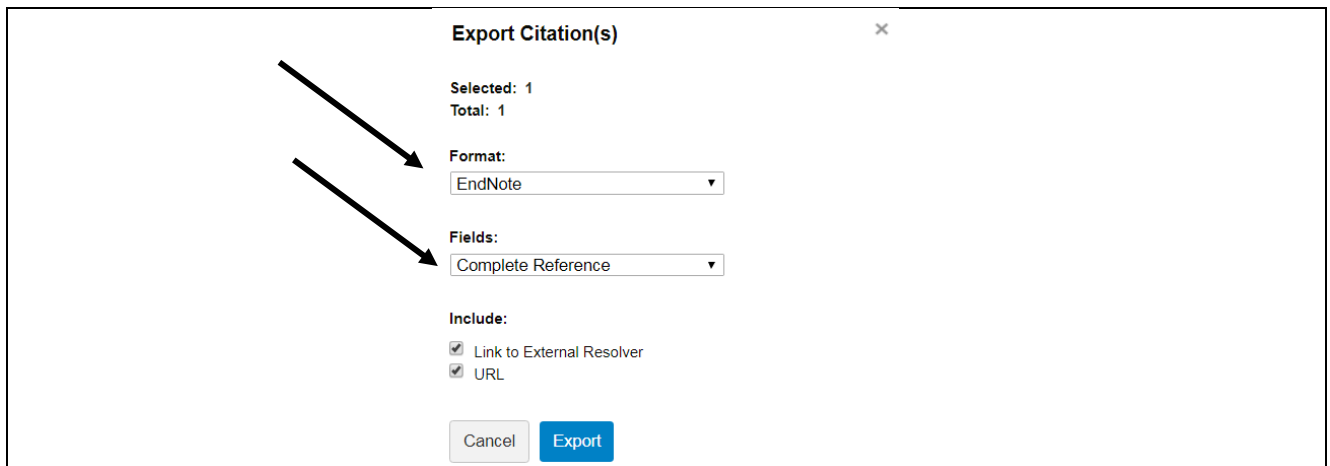 Export Citation(s) ×
Selected: 1
Total: 1
Format:
EndNote
Fields:
Complete Reference
Include:
Link to External Resolver
URL
Cancel Export